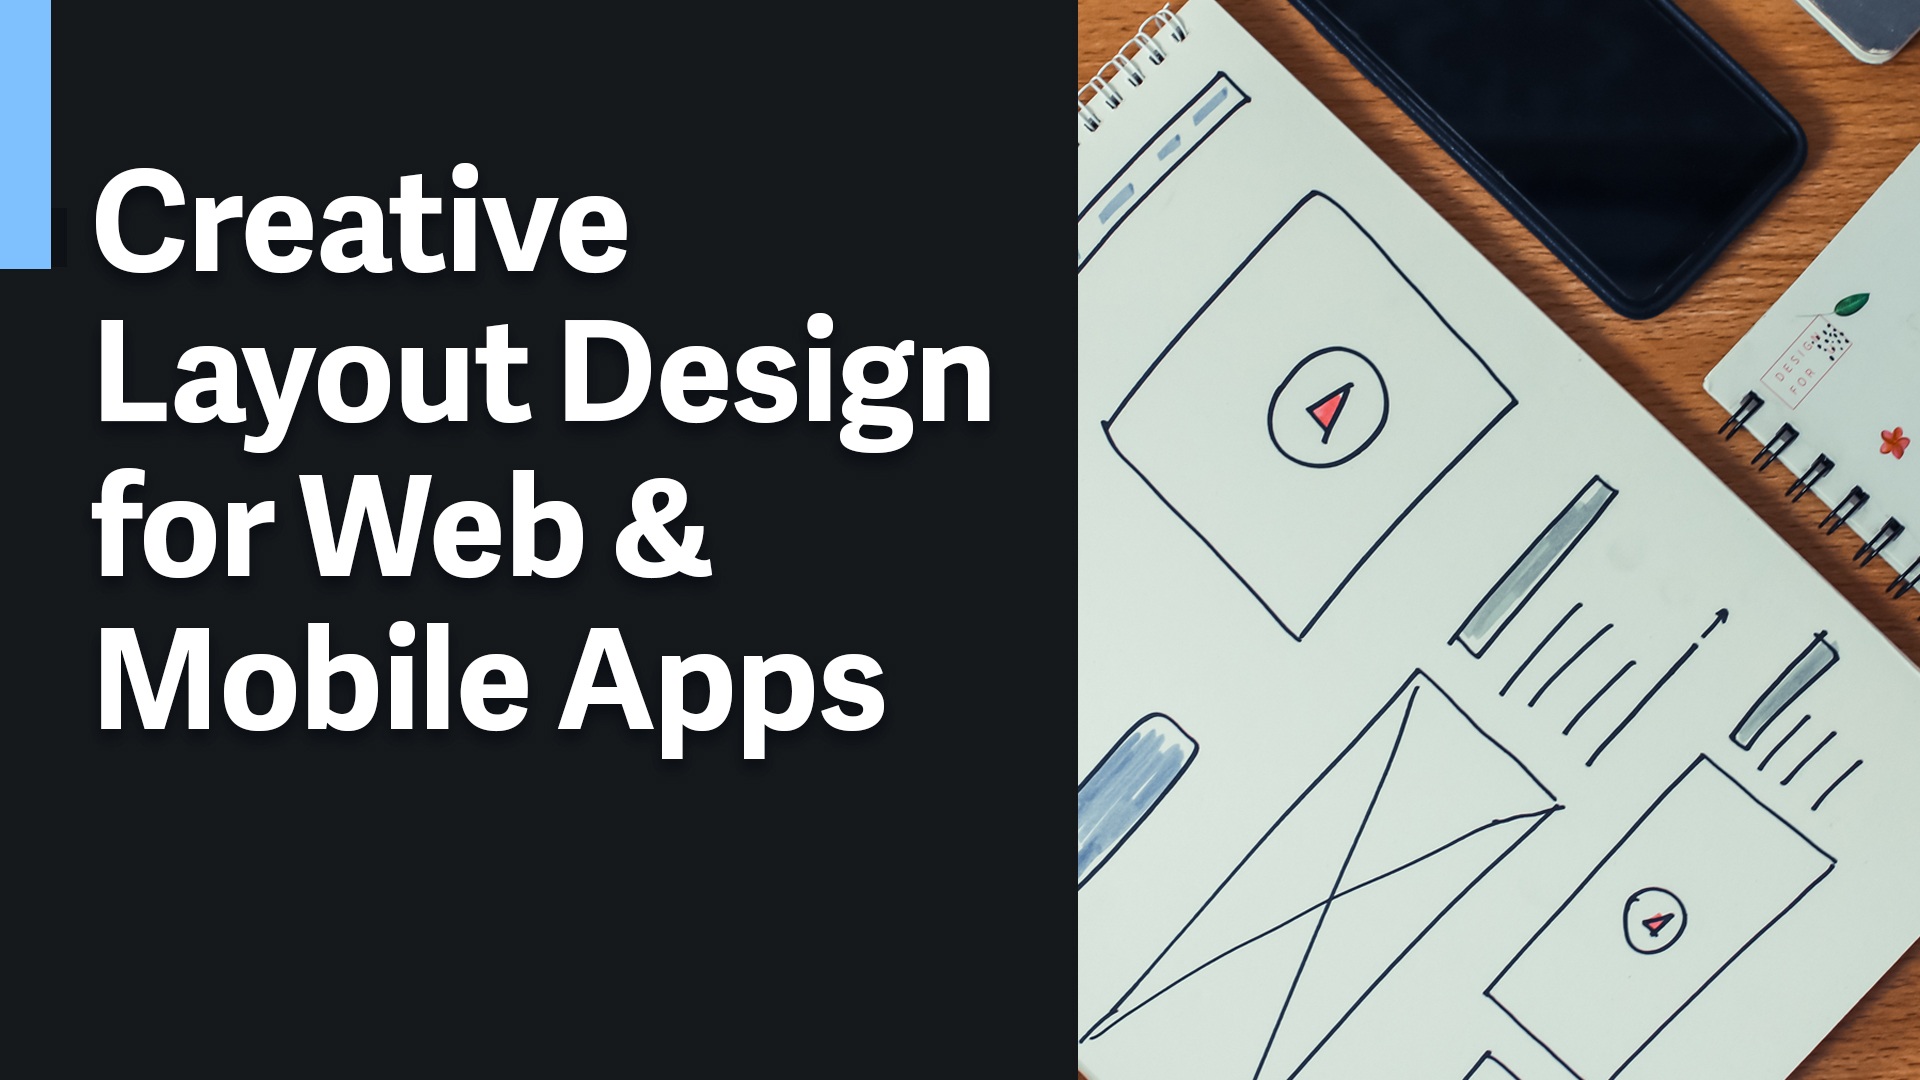 Creative
Layout Design
for Web &
Mobile Apps
DESIGN
FOR